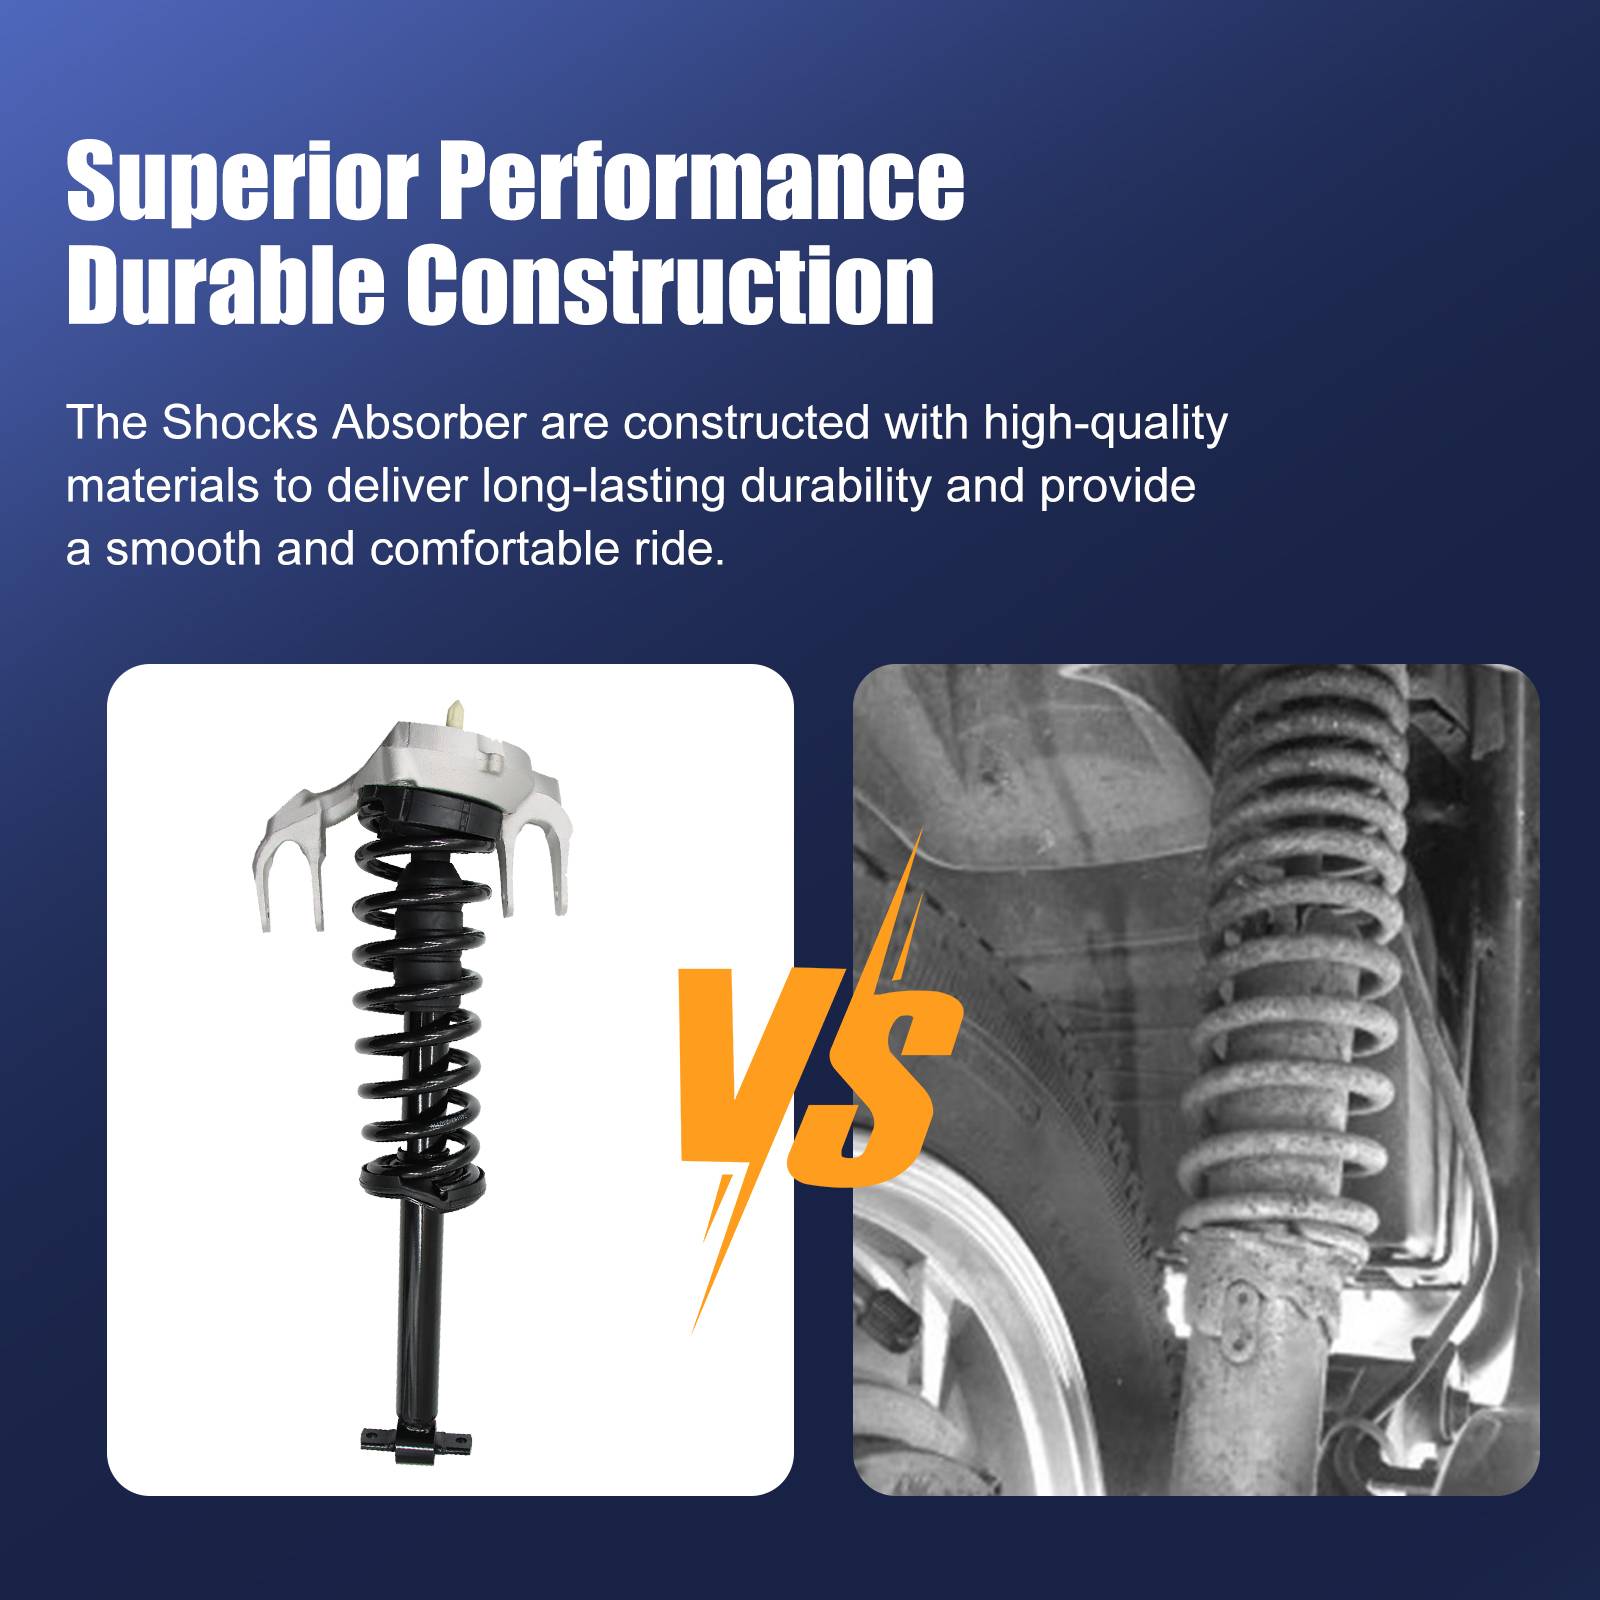 Superior Performance
Durable Construction
The Shocks Absorber are constructed with high-quality
materials to deliver long-lasting durability and provide
a smooth and comfortable ride.
VS